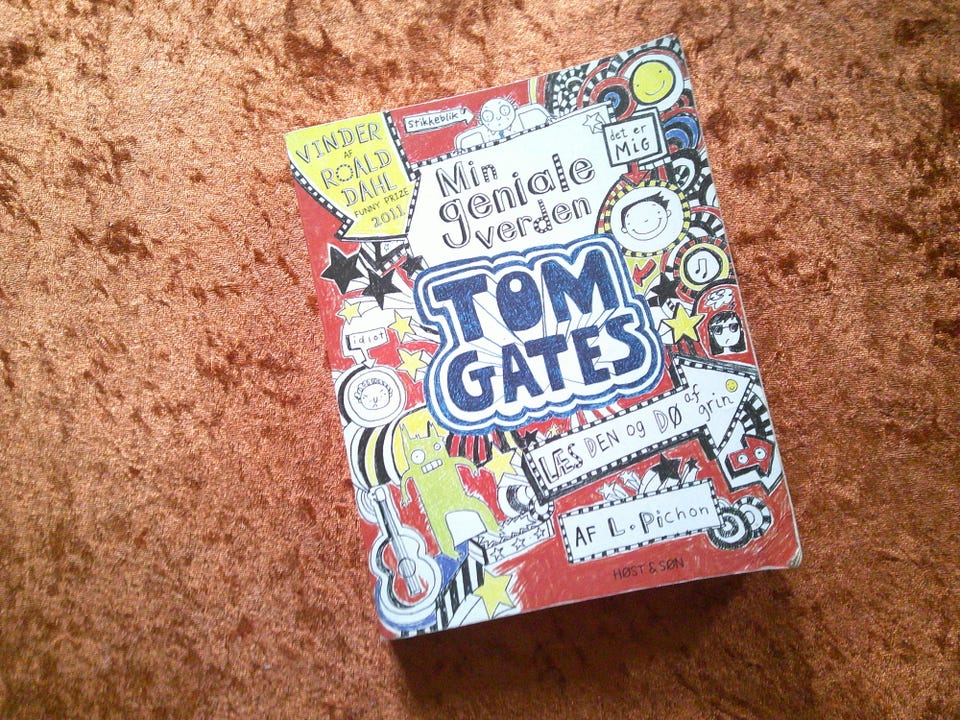 VINDER
AF
ROALD
DAHL
FUNNY PRIZE
2011
Stikkeblik
det er
MiG
Min
geniale
verden
TOM
GATES
idiot
LÆS DEN og DØ af
grin
AF L. Pichon
HØST & SØN